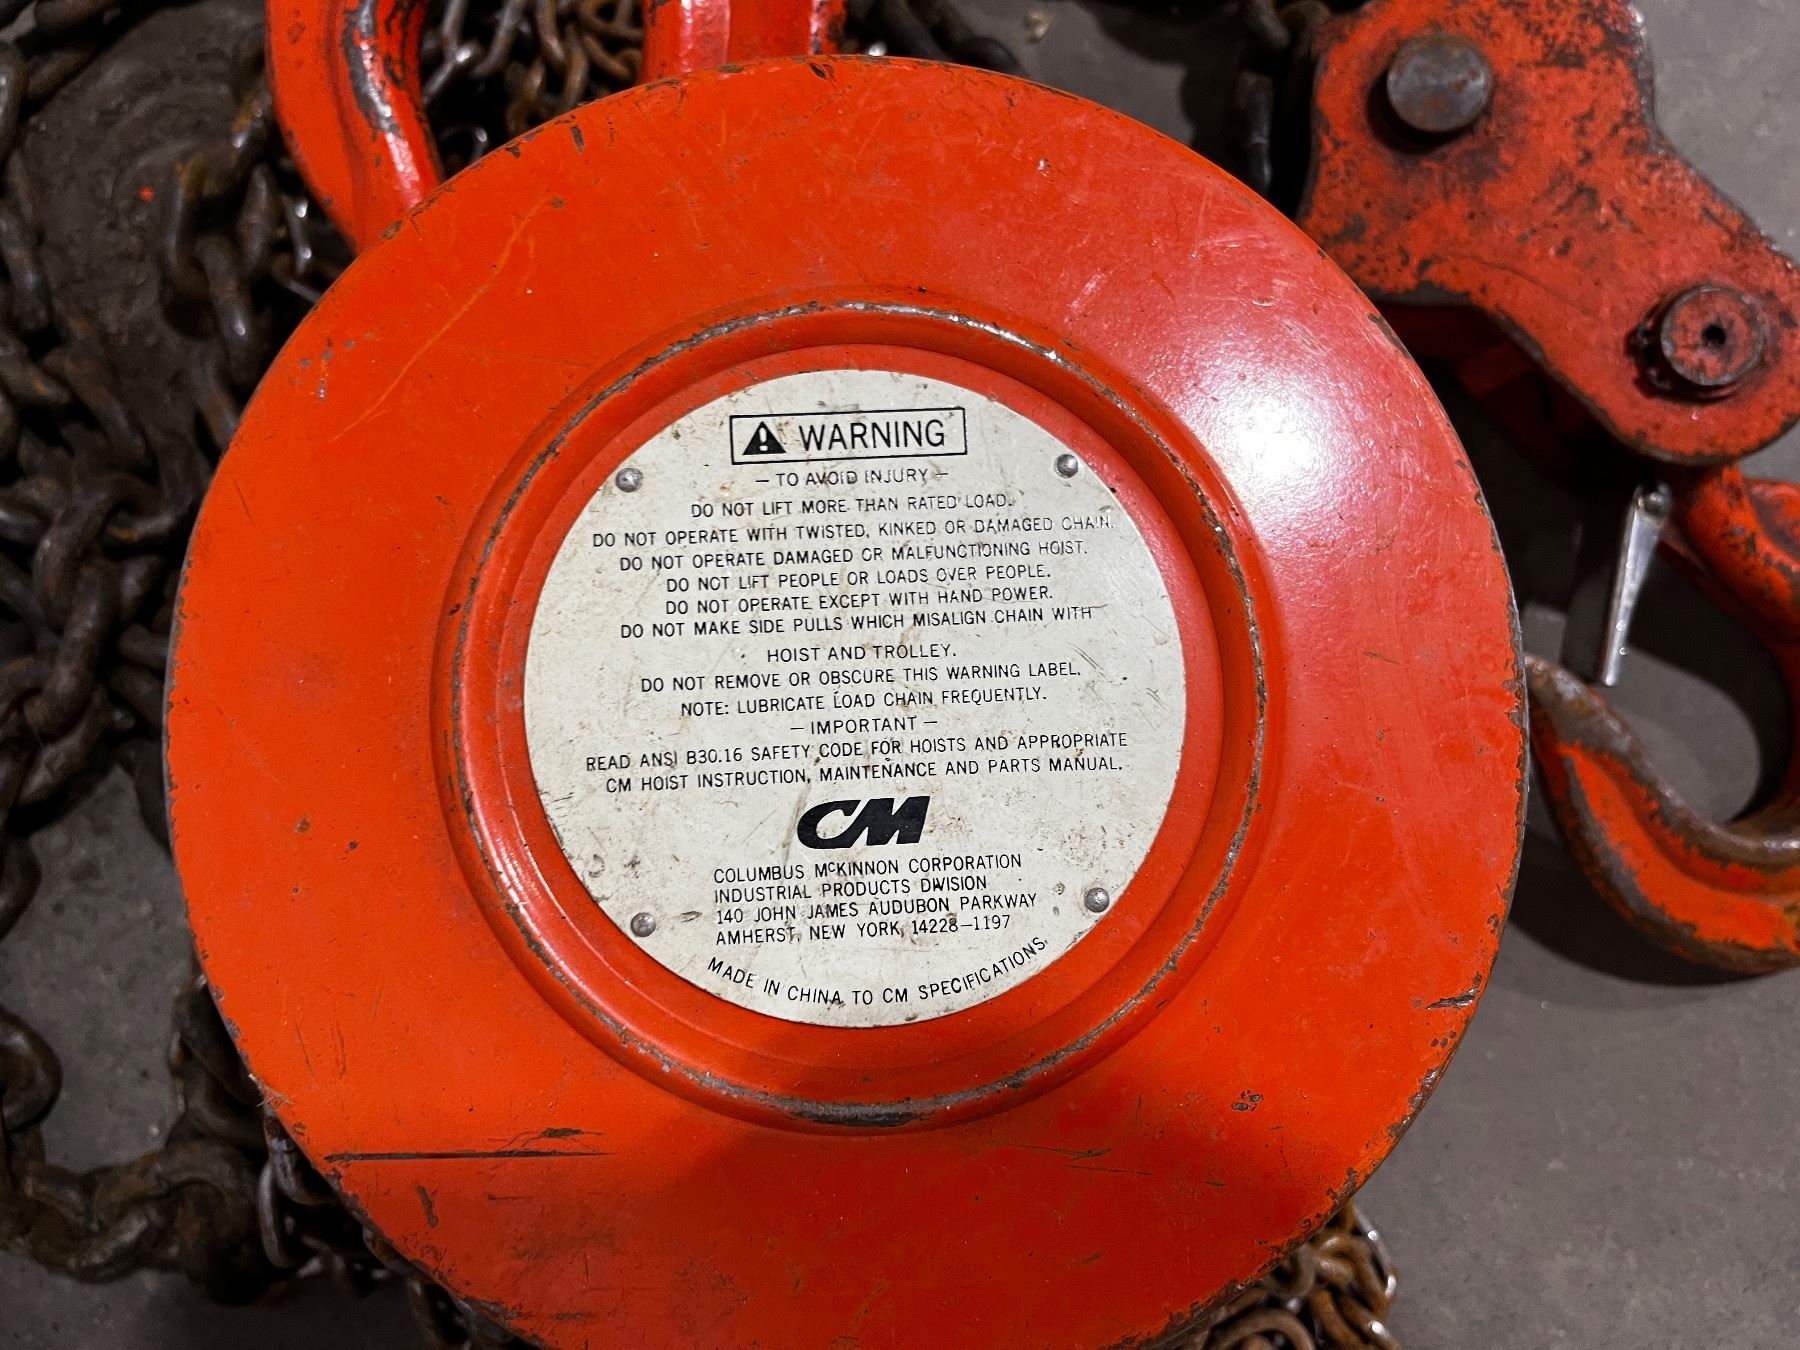 WARNING
— TO AVOID INJURY —
DO NOT LIFT MORE THAN RATED LOAD.
DO NOT OPERATE WITH TWISTED, KINKED OR DAMAGED CHAIN.
DO NOT OPERATE DAMAGED OR MALFUNCTIONING HOIST.
DO NOT LIFT PEOPLE OR LOADS OVER PEOPLE.
DO NOT OPERATE EXCEPT WITH HAND POWER.
DO NOT MAKE SIDE PULLS WHICH MISALIGN CHAIN WITH
HOIST AND TROLLEY.
DO NOT REMOVE OR OBSCURE THIS WARNING LABEL.
NOTE: LUBRICATE LOAD CHAIN FREQUENTLY.
— IMPORTANT —
READ ANSI B30.16 SAFETY CODE FOR HOISTS AND APPROPRIATE
CM HOIST INSTRUCTION, MAINTENANCE AND PARTS MANUAL.
CM
COLUMBUS McKINNON CORPORATION
INDUSTRIAL PRODUCTS DIVISION
140 JOHN JAMES AUDUBON PARKWAY
AMHERST, NEW YORK, 14228—1197
MADE IN CHINA TO CM SPECIFICATIONS.